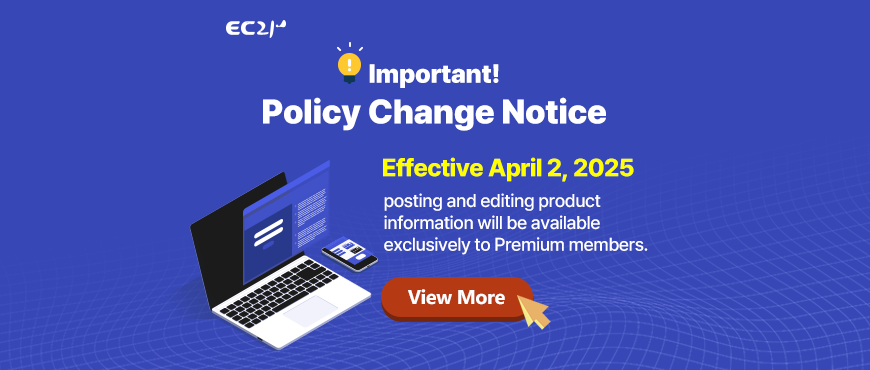 EC21
Important!
Policy Change Notice
Effective April 2, 2025
posting and editing product
information will be available
exclusively to Premium members.
View More